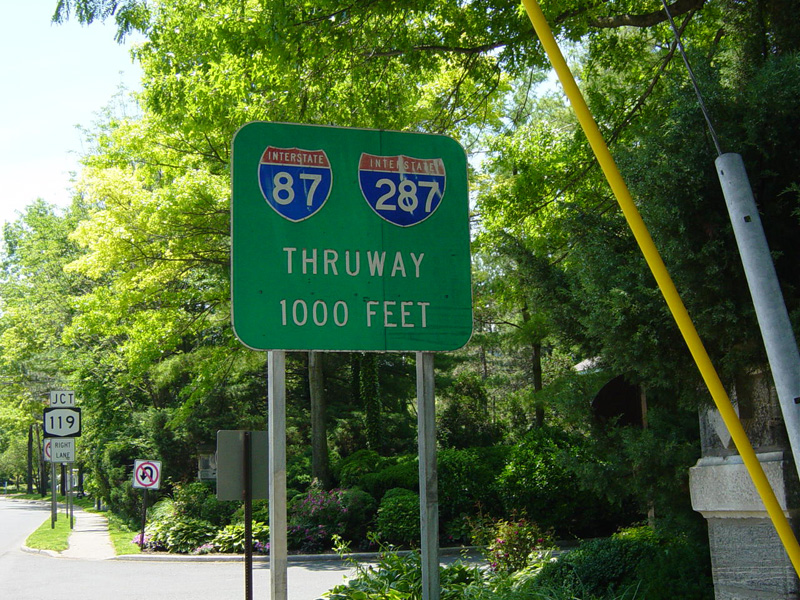 INTERSTATE INTERSTATE
87 287
THRUWAY
1000 FEET
JCT
119
RIGHT
LANE